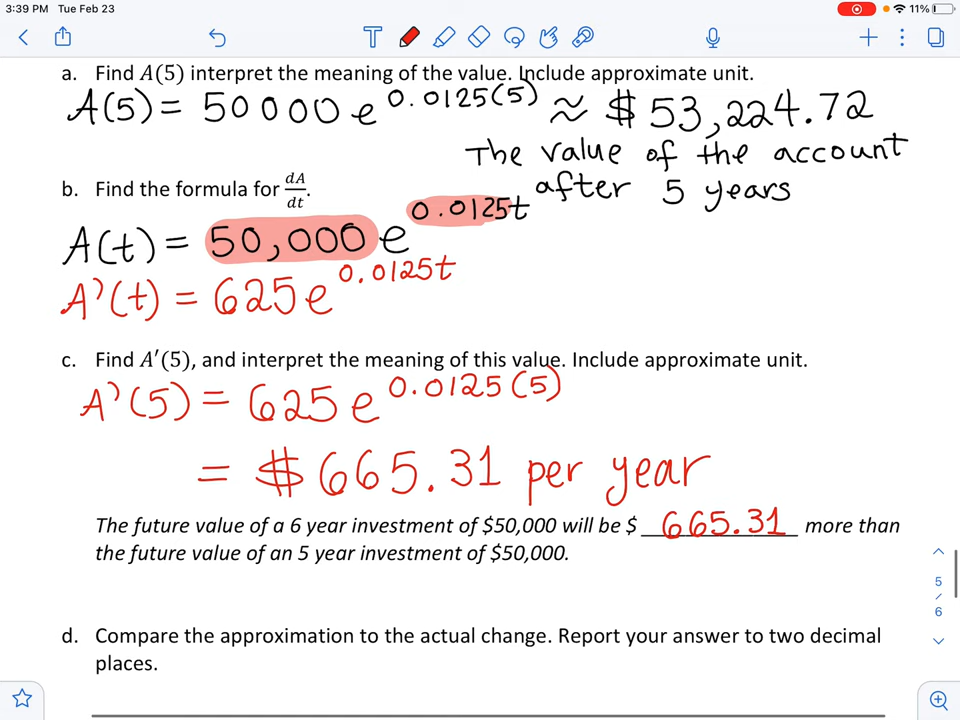 3:39 PM Tue Feb 23 11%
T
a. Find A(5) interpret the meaning of the value. Include approximate unit.
A(5) = 50000e^0.0125(5) ≈ $53,224.72
The value of the account
after 5 years
b. Find the formula for dA/dt.
A(t) = 50,000e^0.0125t
A'(t) = 625e^0.0125t
c. Find A′(5), and interpret the meaning of this value. Include approximate unit.
A'(5) = 625e^0.0125(5)
= $665.31 per year
The future value of a 6 year investment of $50,000 will be $ 665.31 more than
the future value of an 5 year investment of $50,000.
5
/
6
d. Compare the approximation to the actual change. Report your answer to two decimal
places.